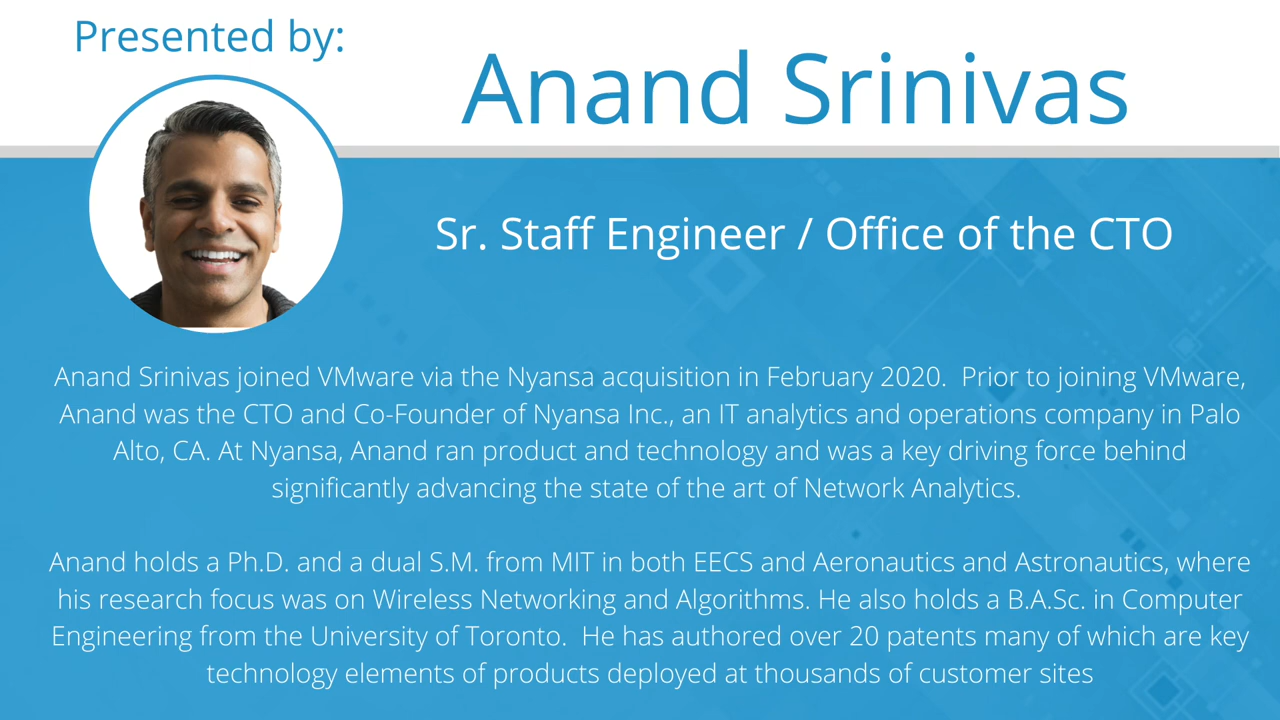 Presented by:
Anand Srinivas
Sr. Staff Engineer / Office of the CTO
Anand Srinivas joined VMware via the Nyansa acquisition in February 2020.  Prior to joining VMware,
Anand was the CTO and Co-Founder of Nyansa Inc., an IT analytics and operations company in Palo
Alto, CA. At Nyansa, Anand ran product and technology and was a key driving force behind
significantly advancing the state of the art of Network Analytics.
Anand holds a Ph.D. and a dual S.M. from MIT in both EECS and Aeronautics and Astronautics, where
his research focus was on Wireless Networking and Algorithms. He also holds a B.A.Sc. in Computer
Engineering from the University of Toronto.  He has authored over 20 patents many of which are key
technology elements of products deployed at thousands of customer sites